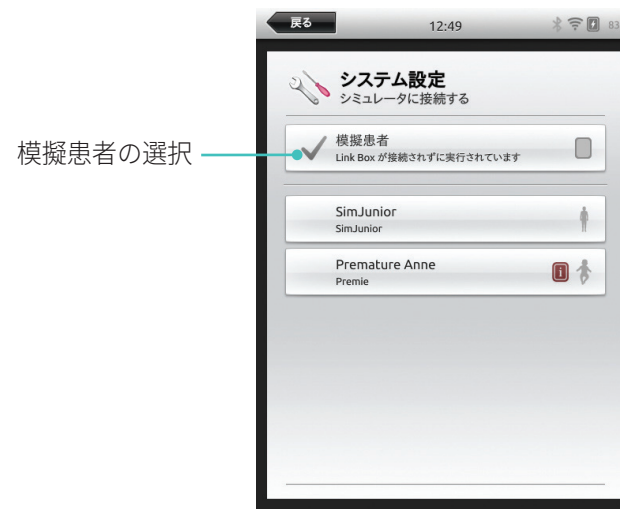 戻る
12:49
83
システム設定
シミュレータに接続する
模擬患者の選択
模擬患者
Link Box が接続されずに実行されています
SimJunior
SimJunior
Premature Anne
Premie
i